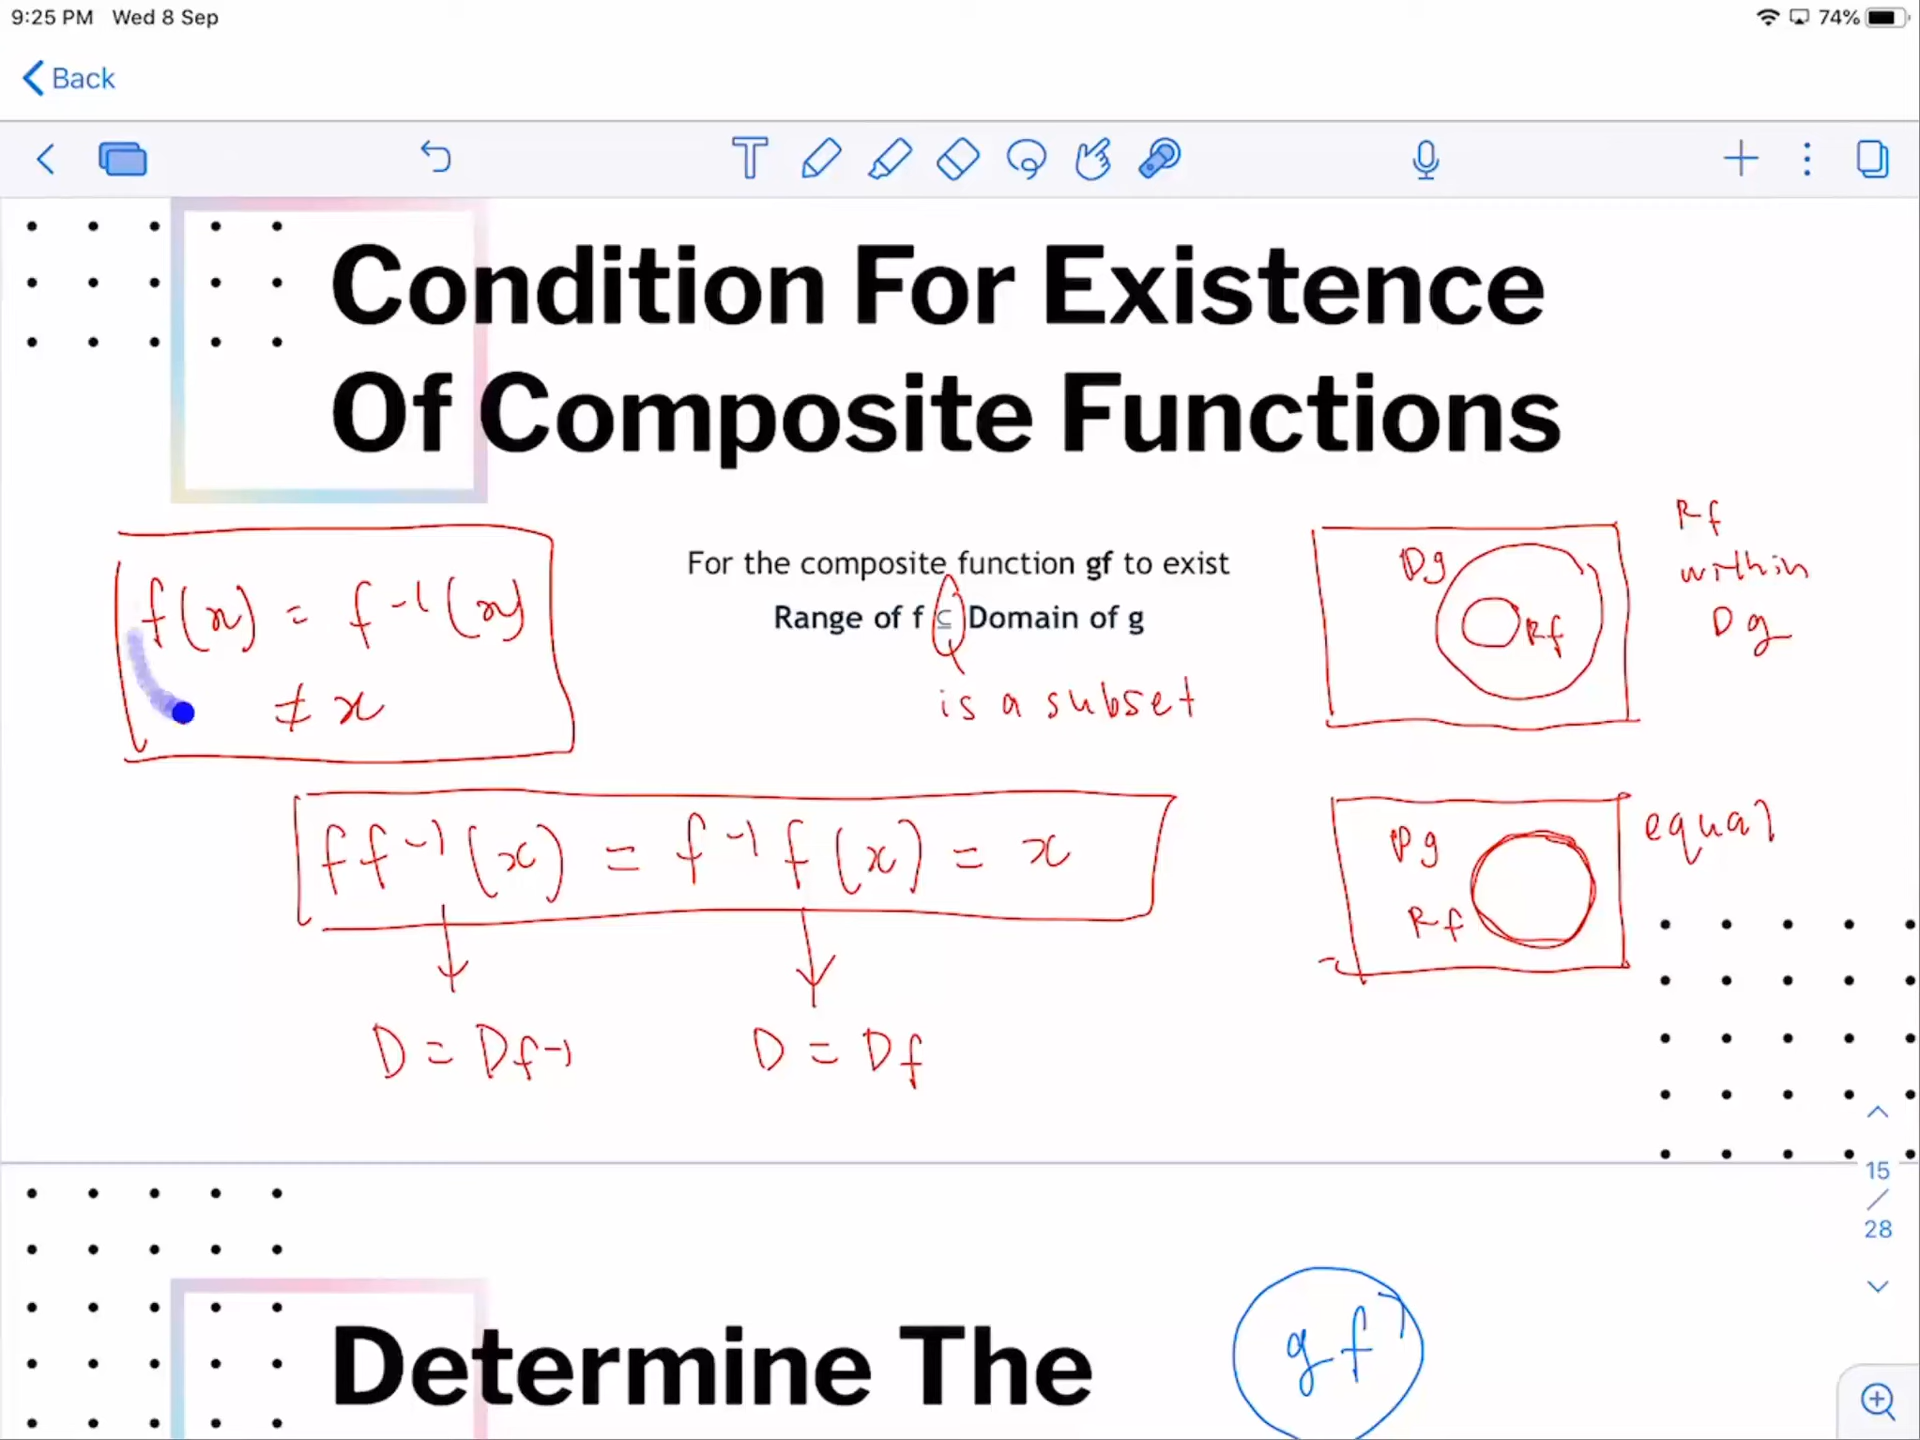 9:25 PM Wed 8 Sep
74%
Back
Condition For Existence
Of Composite Functions
For the composite function gf to exist
Range of f ⊆ Domain of g
is a subset
f(x) = f⁻¹(x)
≠ x
Dg
Rf
Rf
within
Dg
ff⁻¹(x) = f⁻¹f(x) = x
D = Df⁻¹
D = Df
Dg
Rf
equal
15
/
28
Determine The
gf